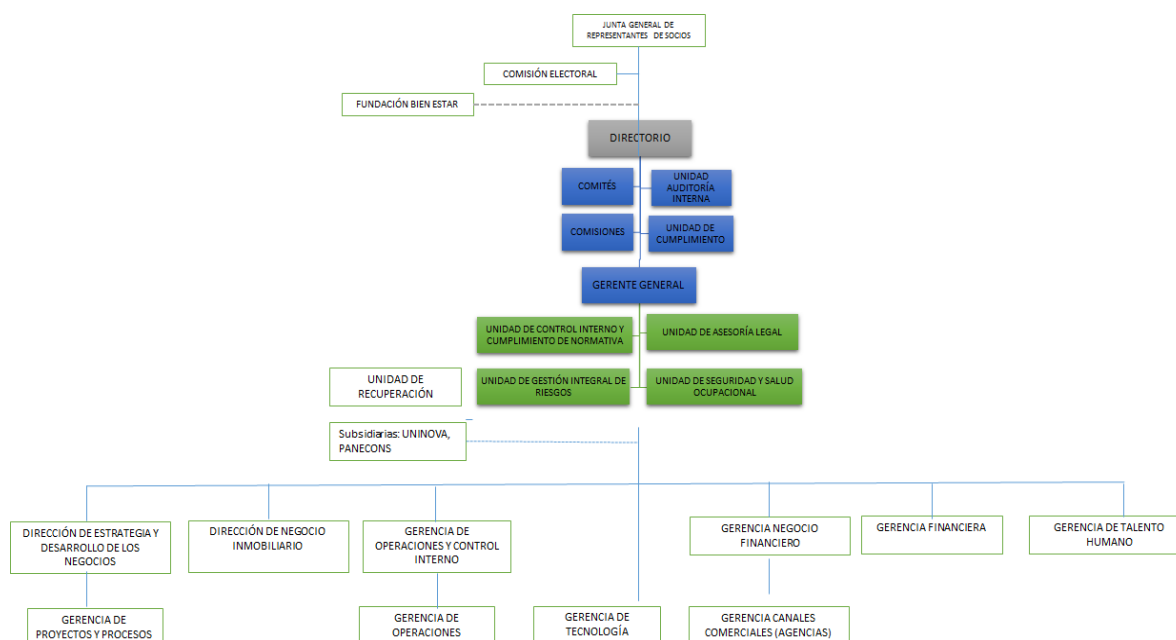 JUNTA GENERAL DE
REPRESENTANTES DE SOCIOS
COMISIÓN ELECTORAL
FUNDACIÓN BIEN ESTAR
DIRECTORIO
COMITÉS
UNIDAD
AUDITORÍA
INTERNA
COMISIONES
UNIDAD DE
CUMPLIMIENTO
GERENTE GENERAL
UNIDAD DE CONTROL INTERNO Y
CUMPLIMIENTO DE NORMATIVA
UNIDAD DE ASESORÍA LEGAL
UNIDAD DE
RECUPERACIÓN
UNIDAD DE GESTIÓN INTEGRAL DE
RIESGOS
UNIDAD DE SEGURIDAD Y SALUD
OCUPACIONAL
Subsidiarias: UNINOVA,
PANECONS
DIRECCIÓN DE ESTRATEGIA Y
DESARROLLO DE LOS
NEGOCIOS
DIRECCIÓN DE NEGOCIO
INMOBILIARIO
GERENCIA DE
OPERACIONES Y CONTROL
INTERNO
GERENCIA NEGOCIO
FINANCIERO
GERENCIA FINANCIERA
GERENCIA DE TALENTO
HUMANO
GERENCIA DE
PROYECTOS Y PROCESOS
GERENCIA DE
OPERACIONES
GERENCIA DE
TECNOLOGÍA
GERENCIA CANALES
COMERCIALES (AGENCIAS)